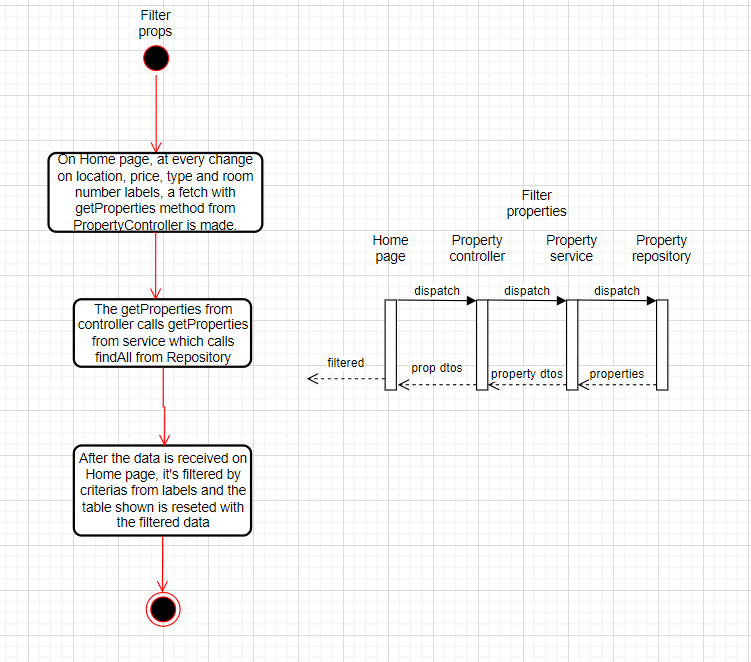 Filter
props
On Home page, at every change
on location, price, type and room
number labels, a fetch with
getProperties method from
PropertyController is made.
The getProperties from
controller calls getProperties
from service which calls
findAll from Repository
After the data is received on
Home page, it's filtered by
criterias from labels and the
table shown is reseted with
the filtered data
Filter
properties
Home
page
Property
controller
Property
service
Property
repository
dispatch
dispatch
dispatch
filtered
prop dtos
property dtos
properties